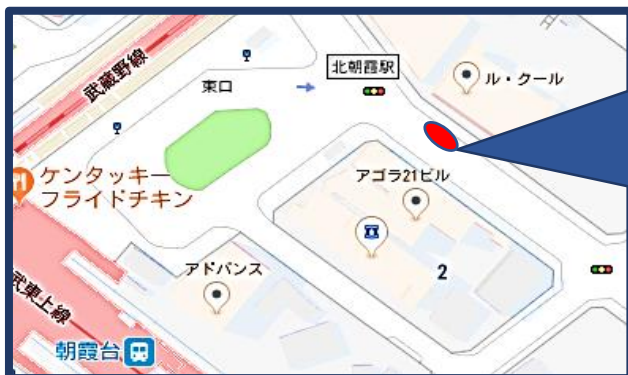 武蔵野線
東口
北朝霞駅
ル・クール
ケンタッキー
フライドチキン
アゴラ21ビル
2
アドバンス
武東上線
朝霞台